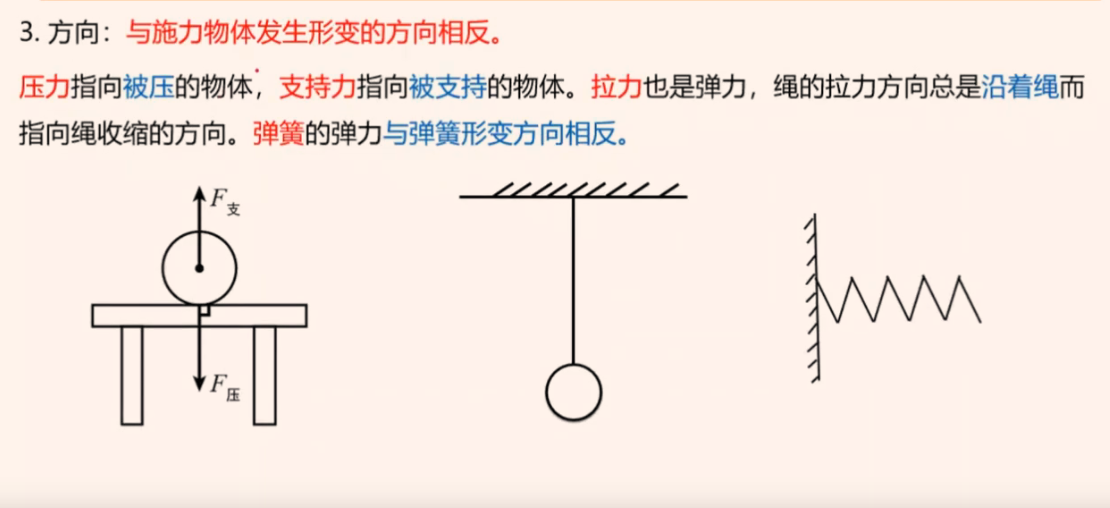 3. 方向：与施力物体发生形变的方向相反。
压力指向被压的物体，支持力指向被支持的物体。拉力也是弹力，绳的拉力方向总是沿着绳而
指向绳收缩的方向。弹簧的弹力与弹簧形变方向相反。
F支
F压